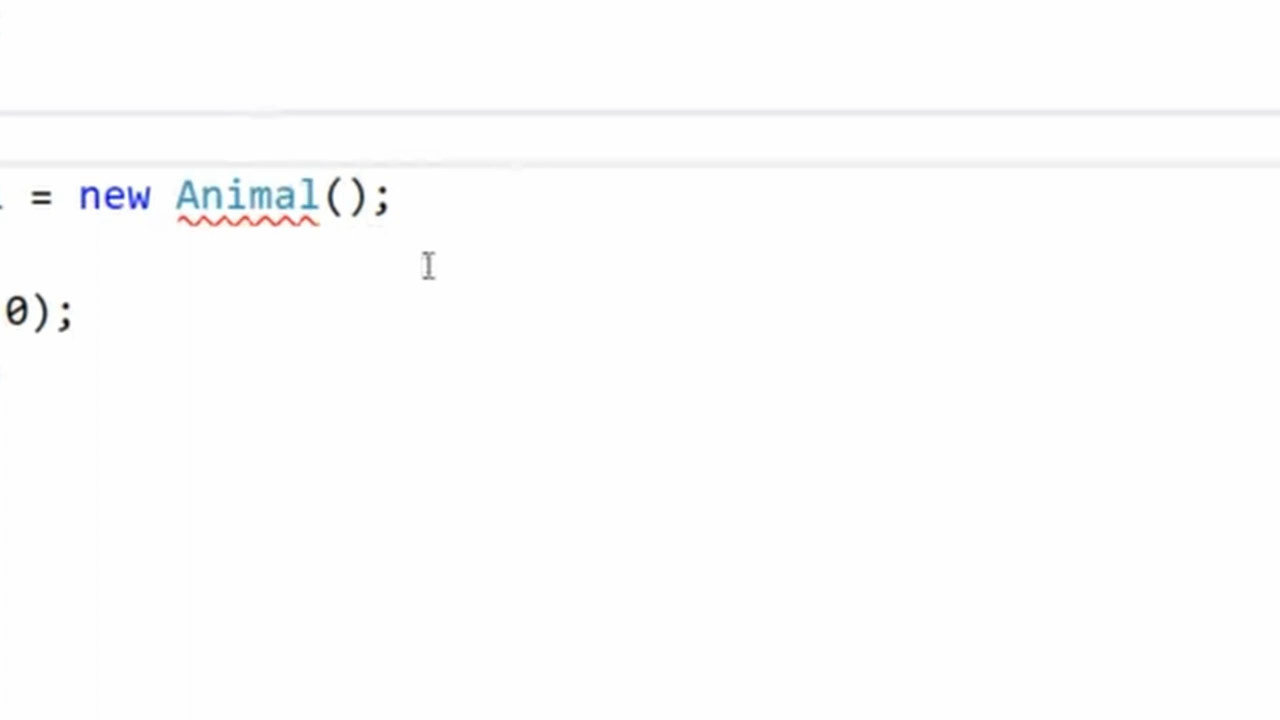 = new Animal();
0);